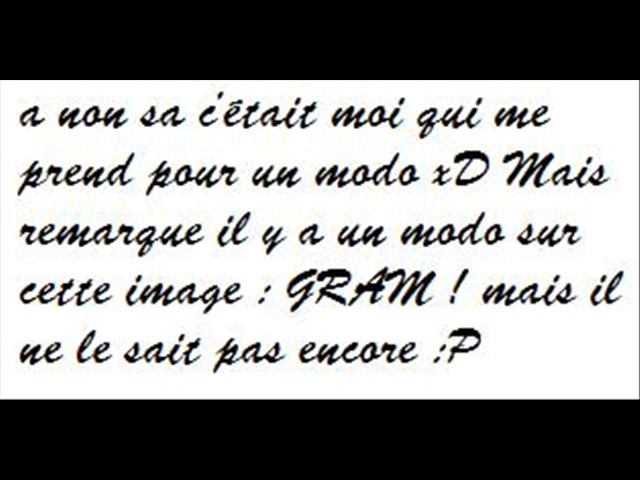 a non sa c'était moi qui me
prend pour un modo xD Mais
remarque il y a un modo sur
cette image : GRAM ! mais il
ne le sait pas encore :P